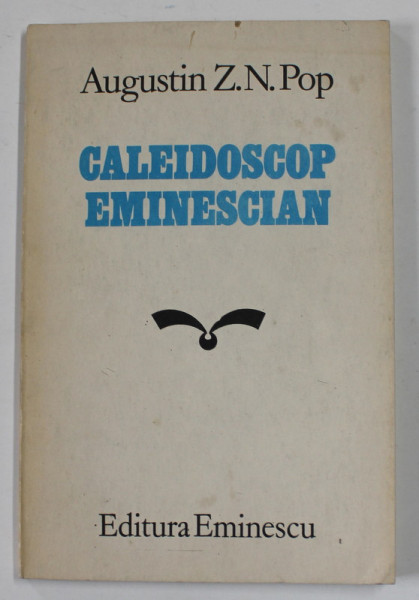 Augustin Z.N. Pop
CALEIDOSCOP
EMINESCIAN
Editura Eminescu